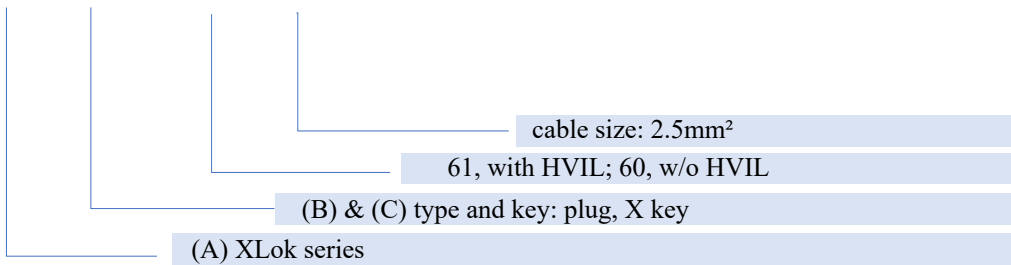 cable size: 2.5mm²
61, with HVIL; 60, w/o HVIL
(B) & (C) type and key: plug, X key
(A) XLok series